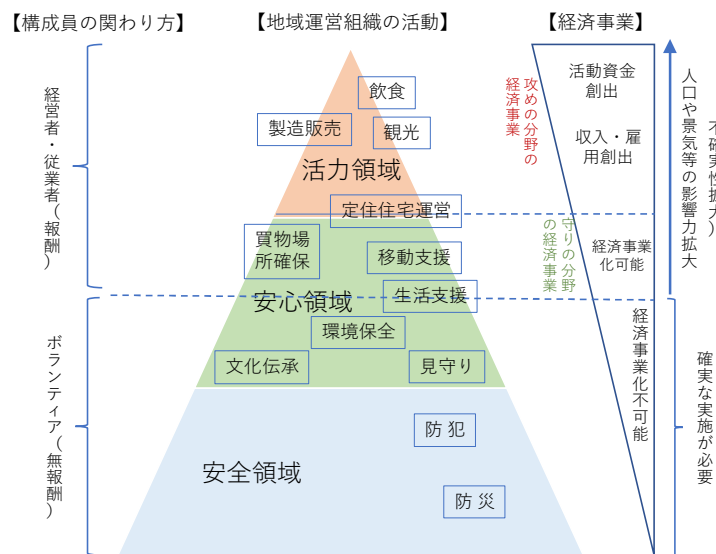 【構成員の関わり方】
【地域運営組織の活動】
【経済事業】
経営者・従業者(報酬)
ボランティア(無報酬)
飲食
製造販売
観光
活力領域
定住住宅運営
買物場
所確保
移動支援
安心領域
生活支援
環境保全
文化伝承
見守り
防 犯
安全領域
防 災
攻めの分野の
経済事業
活動資金
創出
収入・雇
用創出
守りの分野
の経済事業
経済事業
化可能
経済事業化不可能
不確実性拡大)
人口や景気等の影響力拡大
確実な実施が必要